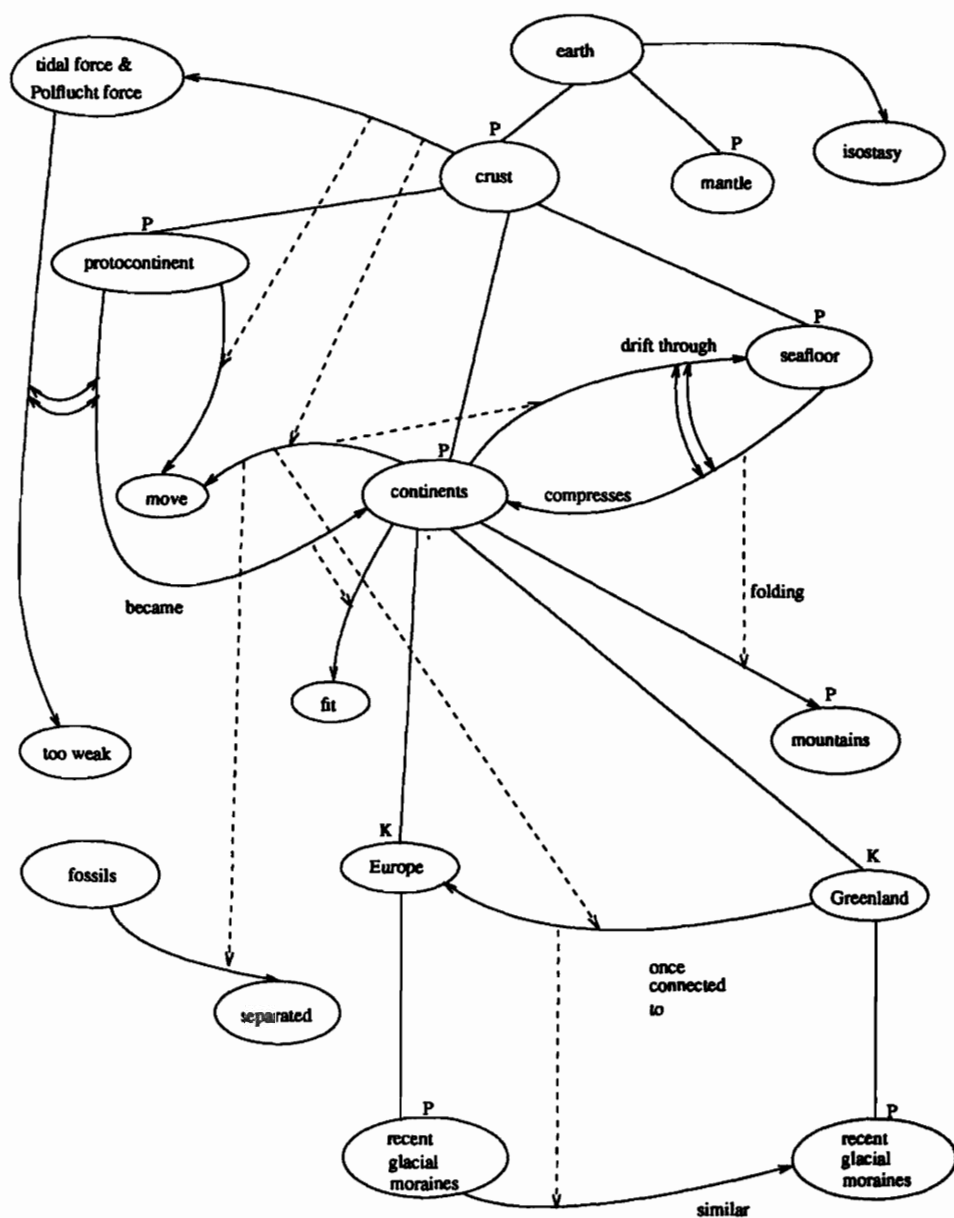 tidal force &
Polflucht force
earth
isostasy
P
crust
P
mantle
P
protocontinent
drift through
P
seafloor
P
continents
move
compresses
became
folding
fit
P
mountains
too weak
K
Europe
K
Greenland
fossils
once
connected
to
separated
P
recent
glacial
moraines
P
recent
glacial
moraines
similar